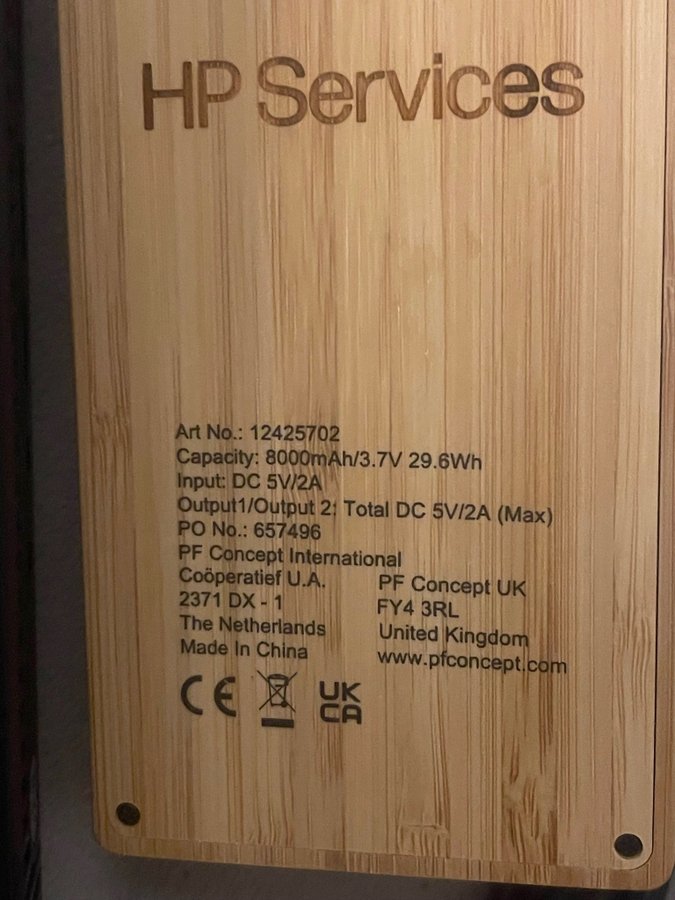 HP Services
Art No.: 12425702
Capacity: 8000mAh/3.7V 29.6Wh
Input: DC 5V/2A
Output1/Output 2: Total DC 5V/2A (Max)
PO No.: 657496
PF Concept International
Coöperatief U.A.
2371 DX - 1
The Netherlands
Made In China
PF Concept UK
FY4 3RL
United Kingdom
www.pfconcept.com
CE
UK
CA